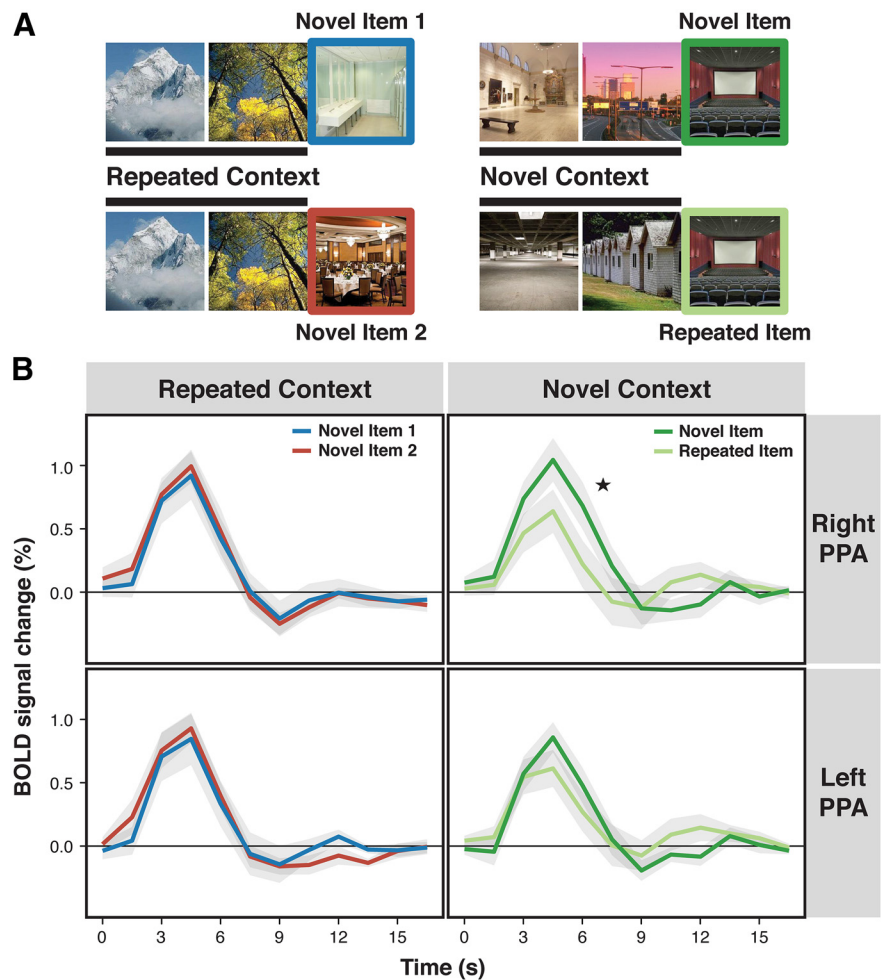 A
Novel Item 1
Novel Item
Repeated Context
Novel Context
Novel Item 2
Repeated Item
B
Repeated Context
Novel Context
Novel Item 1
Novel Item 2
Novel Item
Repeated Item
1.0
0.5
0.0
Right
PPA
1.0
0.5
0.0
Left
PPA
BOLD signal change (%)
0 3 6 9 12 15
0 3 6 9 12 15
Time (s)